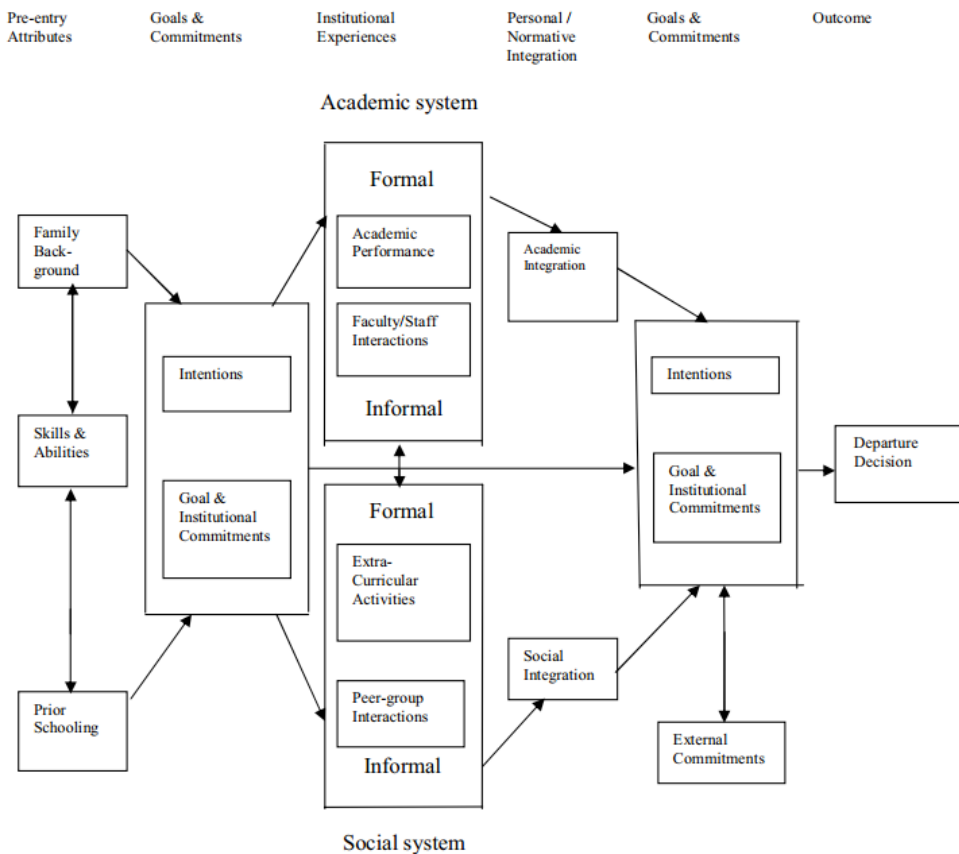 Pre-entry
Attributes
Goals &
Commitments
Institutional
Experiences
Personal /
Normative
Integration
Goals &
Commitments
Outcome
Academic system
Formal
Academic
Performance
Faculty/Staff
Interactions
Informal
Family
Back-
ground
Skills &
Abilities
Prior
Schooling
Intentions
Goal &
Institutional
Commitments
Formal
Extra-
Curricular
Activities
Peer-group
Interactions
Informal
Social system
Academic
Integration
Social
Integration
Intentions
Goal &
Institutional
Commitments
External
Commitments
Departure
Decision